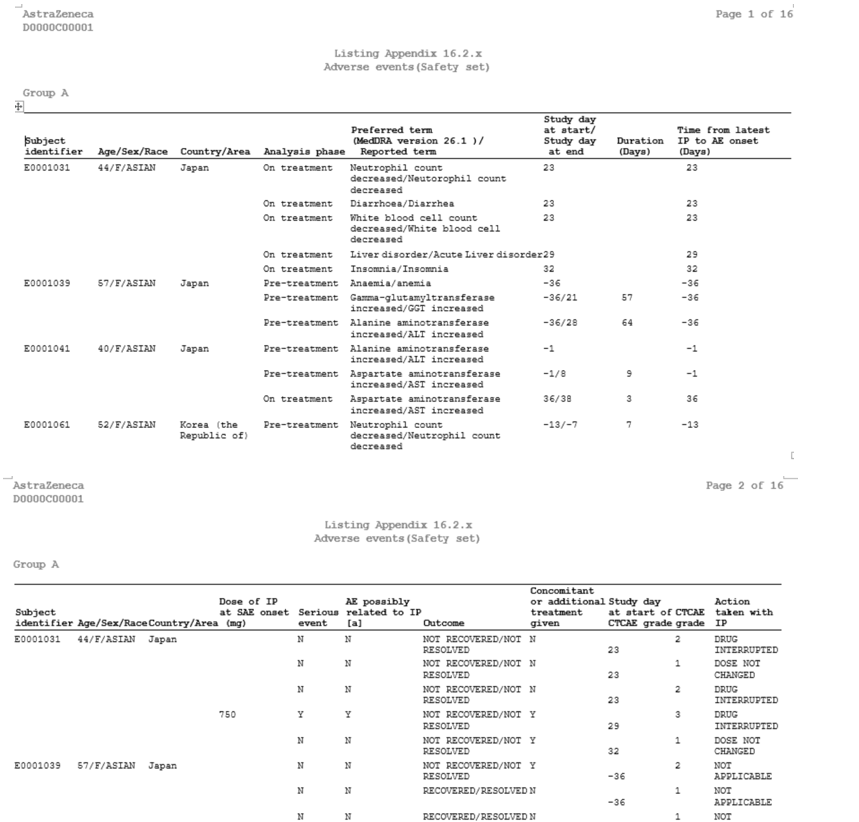 AstraZeneca Page 1 of 16
D0000C00001
Listing Appendix 16.2.x
Adverse events(Safety set)
Group A
Study day
Preferred term at start/ Time from latest
Subject (MedDRA version 26.1 )/ Study day Duration IP to AE onset
identifier Age/Sex/Race Country/Area Analysis phase Reported term at end (Days) (Days)
E0001031 44/F/ASIAN Japan On treatment Neutrophil count 23 23
decreased/Neutorophil count
decreased
On treatment Diarrhoea/Diarrhea 23 23
On treatment White blood cell count 23 23
decreased/White blood cell
decreased
On treatment Liver disorder/Acute Liver disorder29 29
On treatment Insomnia/Insomnia 32 32
E0001039 57/F/ASIAN Japan Pre-treatment Anaemia/anemia -36 -36
Pre-treatment Gamma-glutamyltransferase -36/21 57 -36
increased/GGT increased
Pre-treatment Alanine aminotransferase -36/28 64 -36
increased/ALT increased
E0001041 40/F/ASIAN Japan Pre-treatment Alanine aminotransferase -1 -1
increased/ALT increased
Pre-treatment Aspartate aminotransferase -1/8 9 -1
increased/AST increased
On treatment Aspartate aminotransferase 36/38 3 36
increased/AST increased
E0001061 52/F/ASIAN Korea (the Pre-treatment Neutrophil count -13/-7 7 -13
Republic of) decreased/Neutrophil count
decreased
AstraZeneca Page 2 of 16
D0000C00001
Listing Appendix 16.2.x
Adverse events(Safety set)
Group A
Concomitant
Dose of IP AE possibly or additional Study day Action
Subject at SAE onset Serious related to IP treatment at start of CTCAE taken with
identifier Age/Sex/RaceCountry/Area (mg) event [a] Outcome given CTCAE grade grade IP
E0001031 44/F/ASIAN Japan N N NOT RECOVERED/NOT N 2 DRUG
RESOLVED 23 INTERRUPTED
N N NOT RECOVERED/NOT N 1 DOSE NOT
RESOLVED 23 CHANGED
N N NOT RECOVERED/NOT N 2 DRUG
RESOLVED 23 INTERRUPTED
750 Y Y NOT RECOVERED/NOT Y 3 DRUG
RESOLVED 29 INTERRUPTED
N N NOT RECOVERED/NOT Y 1 DOSE NOT
RESOLVED 32 CHANGED
E0001039 57/F/ASIAN Japan N N NOT RECOVERED/NOT Y 2 NOT
RESOLVED -36 APPLICABLE
N N RECOVERED/RESOLVED N 1 NOT
-36 APPLICABLE
N N RECOVERED/RESOLVED N 1 NOT